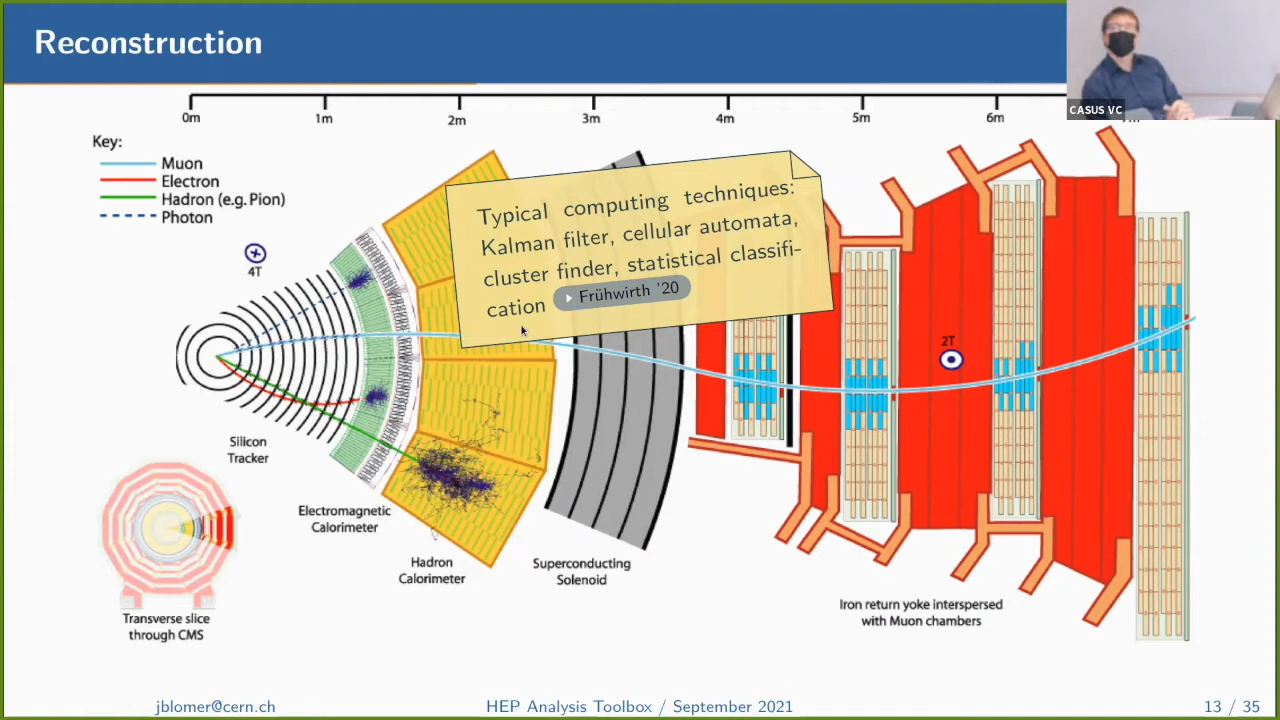 Reconstruction
CASUS VC
0m 1m 2m 3m 4m 5m 6m
Key:
Muon
Electron
Hadron (e.g. Pion)
Photon
4T
Typical computing techniques:
Kalman filter, cellular automata,
cluster finder, statistical classifi-
cation Frühwirth '20
2T
Silicon
Tracker
Electromagnetic
Calorimeter
Hadron
Calorimeter
Superconducting
Solenoid
Iron return yoke interspersed
with Muon chambers
Transverse slice
through CMS
jblomer@cern.ch HEP Analysis Toolbox / September 2021 13 / 35